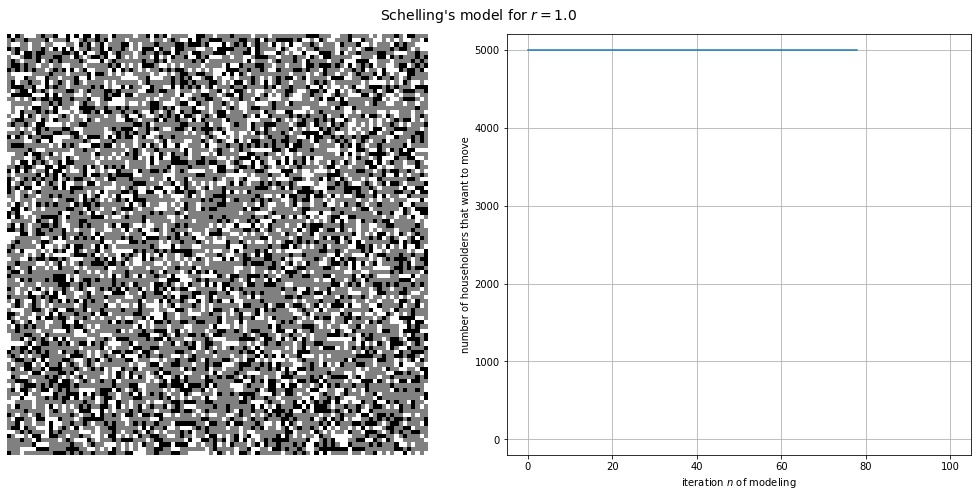 Schelling's model for r = 1.0
number of householders that want to move
5000
4000
3000
2000
1000
0
0 20 40 60 80 100
iteration n of modeling